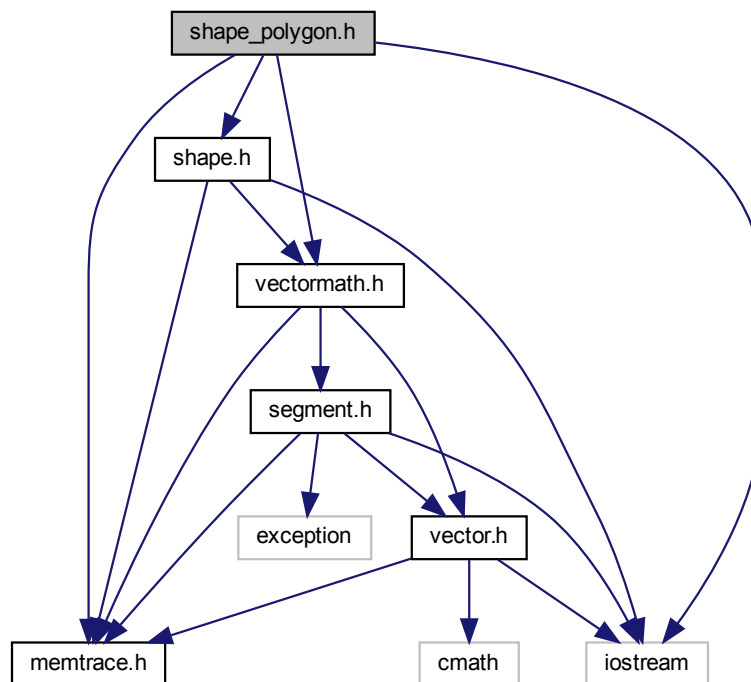 shape_polygon.h
shape.h
vectormath.h
segment.h
exception
vector.h
memtrace.h
cmath
iostream